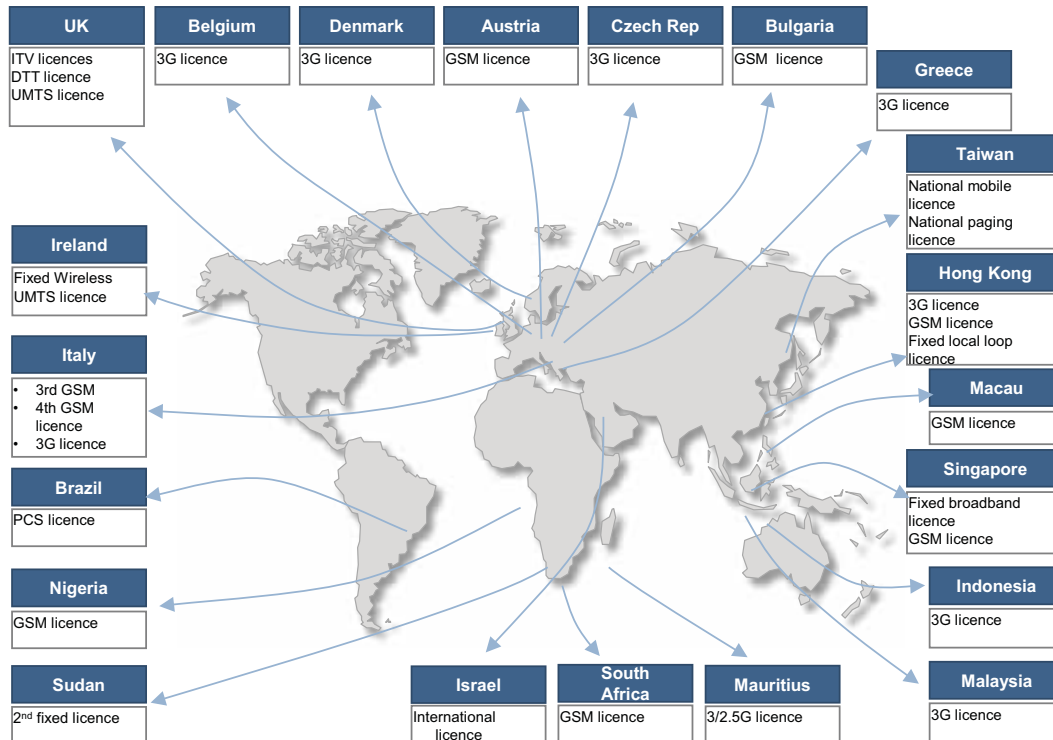 UK
ITV licences
DTT licence
UMTS licence
Belgium
3G licence
Denmark
3G licence
Austria
GSM licence
Czech Rep
3G licence
Bulgaria
GSM licence
Greece
3G licence
Taiwan
National mobile
licence
National paging
licence
Ireland
Fixed Wireless
UMTS licence
Hong Kong
3G licence
GSM licence
Fixed local loop
licence
Italy
• 3rd GSM
• 4th GSM
licence
• 3G licence
Macau
GSM licence
Singapore
Fixed broadband
licence
GSM licence
Brazil
PCS licence
Nigeria
GSM licence
Indonesia
3G licence
Sudan
2nd fixed licence
Israel
International
licence
South
Africa
GSM licence
Mauritius
3/2.5G licence
Malaysia
3G licence